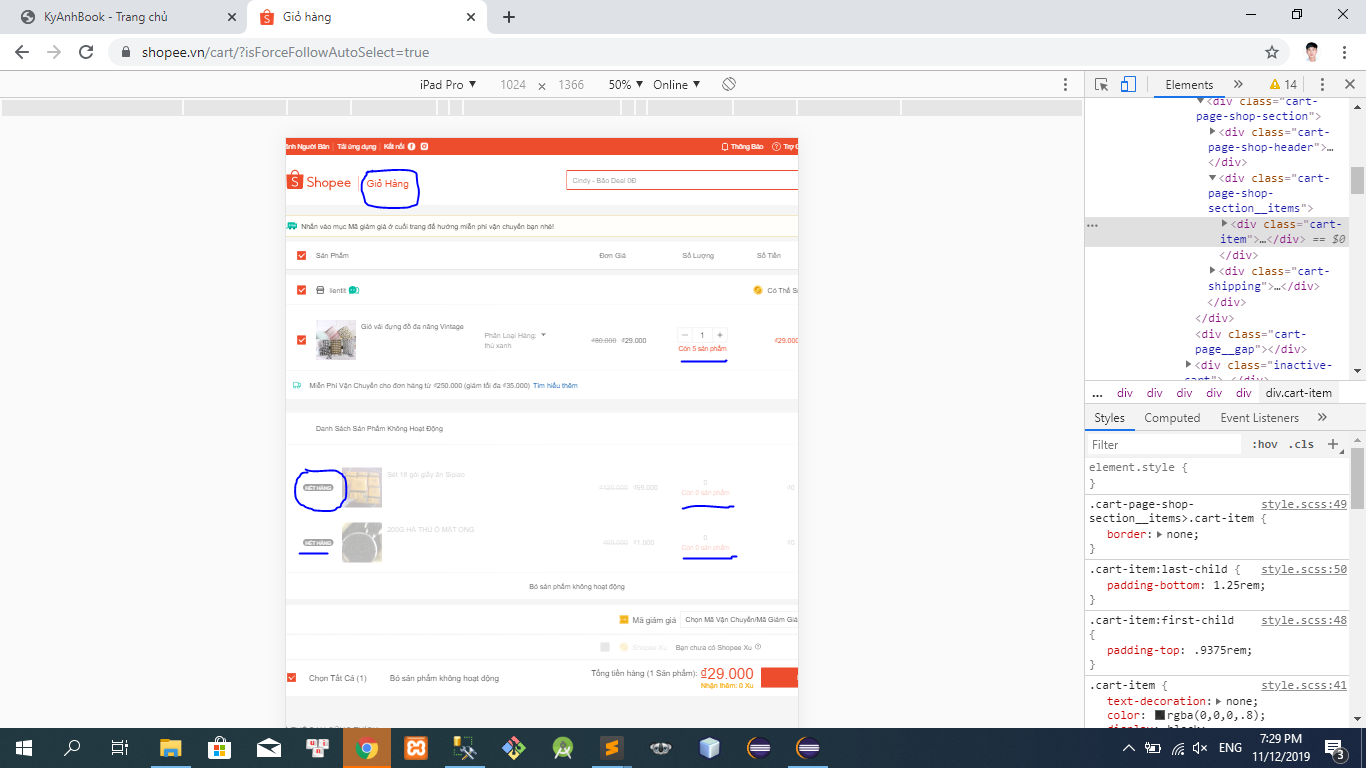 KyAnhBook - Trang chủ
Giỏ hàng
shopee.vn/cart/?isForceFollowAutoSelect=true
iPad Pro ▼ 1024 × 1366 50% ▼ Online ▼
Elements » 14
ành Người Bán | Tải ứng dụng | Kết nối
Thông Báo
Trợ G
Shopee | Giỏ Hàng
Cindy - Bão Deal 0Đ
Nhấn vào mục Mã giảm giá ở cuối trang để hưởng miễn phí vận chuyển bạn nhé!
Sản Phẩm Đơn Giá Số Lượng Số Tiền
lientit
Có Thể S
Giỏ vải đựng đồ đa năng Vintage
Phân Loại Hàng:
thú xanh
₫80.000 ₫29.000
− 1 +
₫29.000
Còn 5 sản phẩm
Miễn Phí Vận Chuyển cho đơn hàng từ ₫250.000 (giảm tối đa ₫35.000) Tìm hiểu thêm
Danh Sách Sản Phẩm Không Hoạt Động
HẾT HÀNG
Sét 18 gói giấy ăn Sipiao
₫69.000
0
₫0
Còn 0 sản phẩm
HẾT HÀNG
200G HÀ THỦ Ô MẬT ONG
₫1.000
0
₫0
Còn 0 sản phẩm
Bỏ sản phẩm không hoạt động
Mã giảm giá
Chọn Mã Vận Chuyển/Mã Giảm Giá
Shopee Xu
Bạn chưa có Shopee Xu
Chọn Tất Cả (1)
Bỏ sản phẩm không hoạt động
Tổng tiền hàng (1 Sản phẩm): ₫29.000
Nhận thêm: 0 Xu
<div class="cart-
page-shop-section">
<div class="cart-
page-shop-header">…
</div>
<div class="cart-
page-shop-
section__items">
<div class="cart-
item">…</div> == $0
</div>
<div class="cart-
shipping">…</div>
</div>
</div>
<div class="cart-
page__gap"></div>
<div class="inactive-
cart">…</div>
... div div div div div div.cart-item
Styles Computed Event Listeners »
Filter :hov .cls +
element.style {
}
.cart-page-shop- style.scss:49
section__items>.cart-item {
border: none;
}
.cart-item:last-child { style.scss:50
padding-bottom: 1.25rem;
}
.cart-item:first-child style.scss:48
{
padding-top: .9375rem;
}
.cart-item { style.scss:41
text-decoration: none;
color: rgba(0,0,0,.8);
display: block;
ENG
7:29 PM
11/12/2019
3